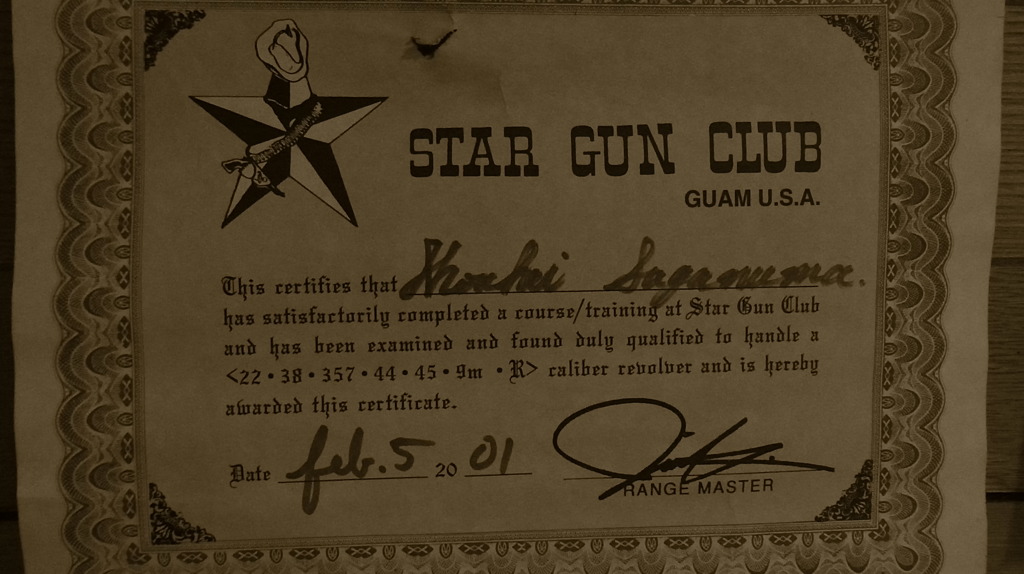 STAR GUN CLUB
GUAM U.S.A.
This certifies that Shouhei Suganuma.
has satisfactorily completed a course/training at Star Gun Club
and has been examined and found duly qualified to handle a
<22 • 38 • 357 • 44 • 45 • 9m • R> caliber revolver and is hereby
awarded this certificate.
Date feb. 5 20 01
RANGE MASTER